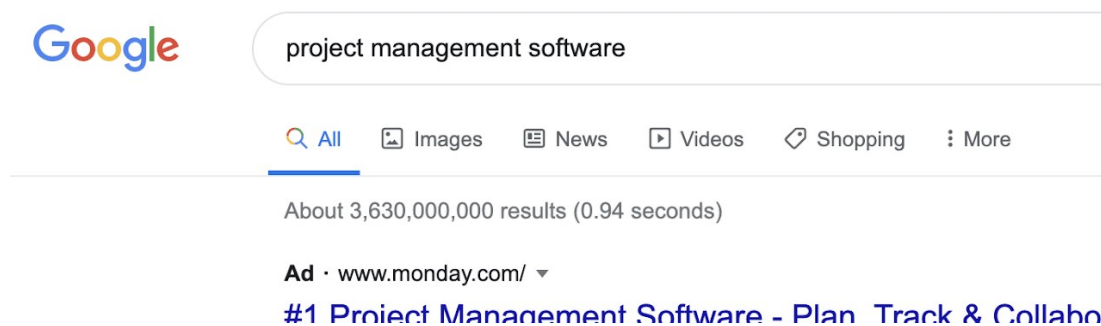 Google project management software
All Images News Videos Shopping More
About 3,630,000,000 results (0.94 seconds)
Ad · www.monday.com/
#1 Project Management Software - Plan, Track & Collabo